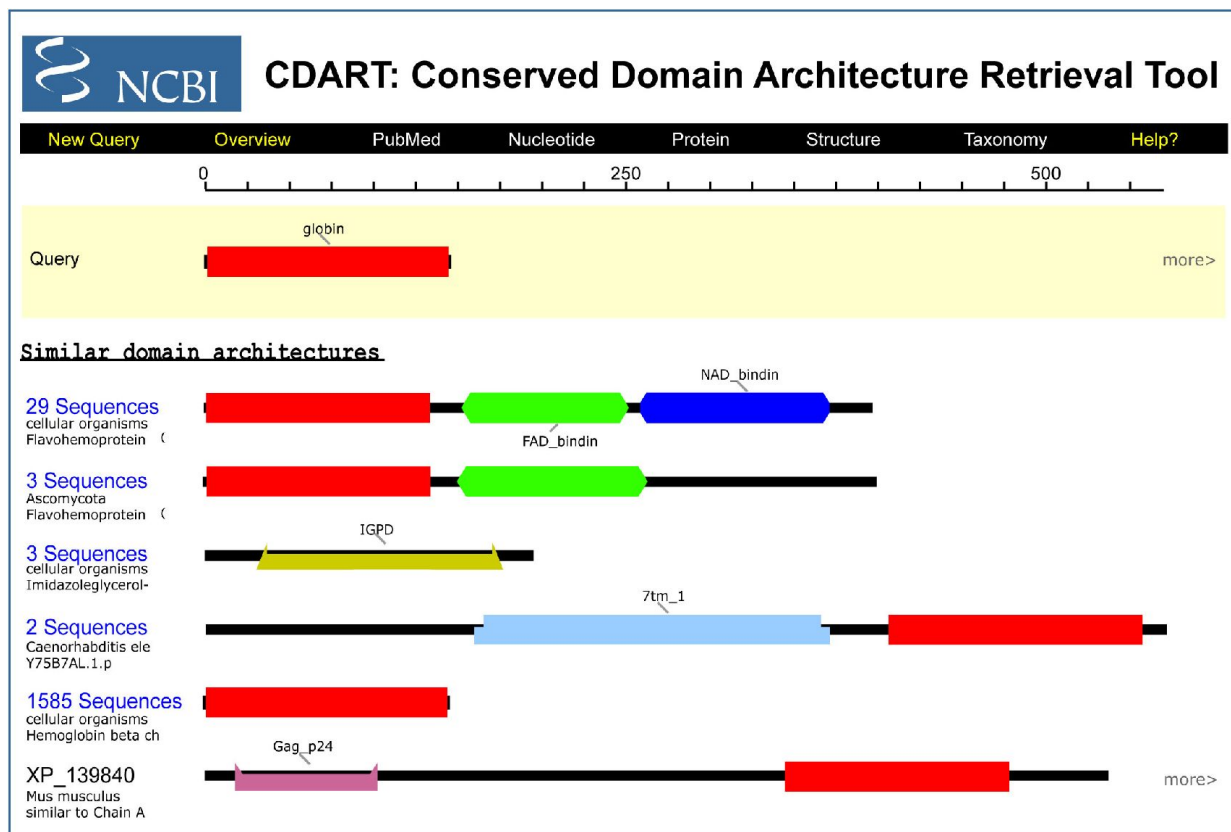 NCBI
CDART: Conserved Domain Architecture Retrieval Tool
New Query Overview PubMed Nucleotide Protein Structure Taxonomy Help?
0 250 500
globin
Query
more>
Similar domain architectures
NAD_bindin
29 Sequences
cellular organisms
Flavohemoprotein (
FAD_bindin
3 Sequences
Ascomycota
Flavohemoprotein (
IGPD
3 Sequences
cellular organisms
Imidazoleglycerol-
7tm_1
2 Sequences
Caenorhabditis ele
Y75B7AL.1.p
1585 Sequences
cellular organisms
Hemoglobin beta ch
Gag_p24
XP_139840
more>
Mus musculus
similar to Chain A